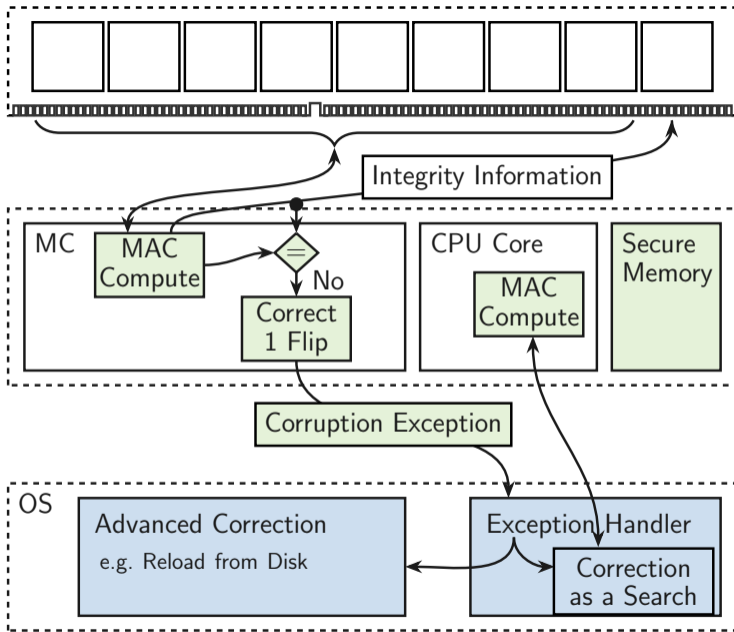 Integrity Information
MC
MAC
Compute
=
No
Correct
1 Flip
CPU Core
MAC
Compute
Secure
Memory
Corruption Exception
OS
Advanced Correction
e.g. Reload from Disk
Exception Handler
Correction
as a Search